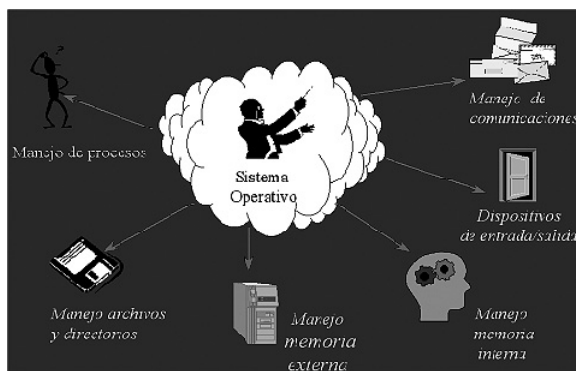 Manejo de
comunicaciones
Manejo de procesos
Sistema
Operativo
Dispositivos
de entrada/salida
Manejo archivos
y directorios
Manejo
memoria
externa
Manejo
memoria
interna